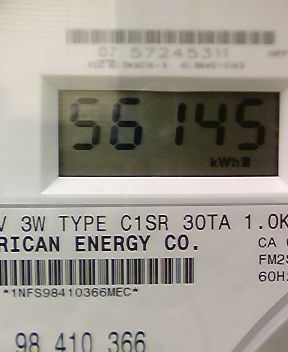 07 57245311
56145
kWh
V 3W TYPE C1SR 30TA 1.0K
RICAN ENERGY CO.
CA
FM2S
60H
*1NFS98410366MEC*
98 410 366